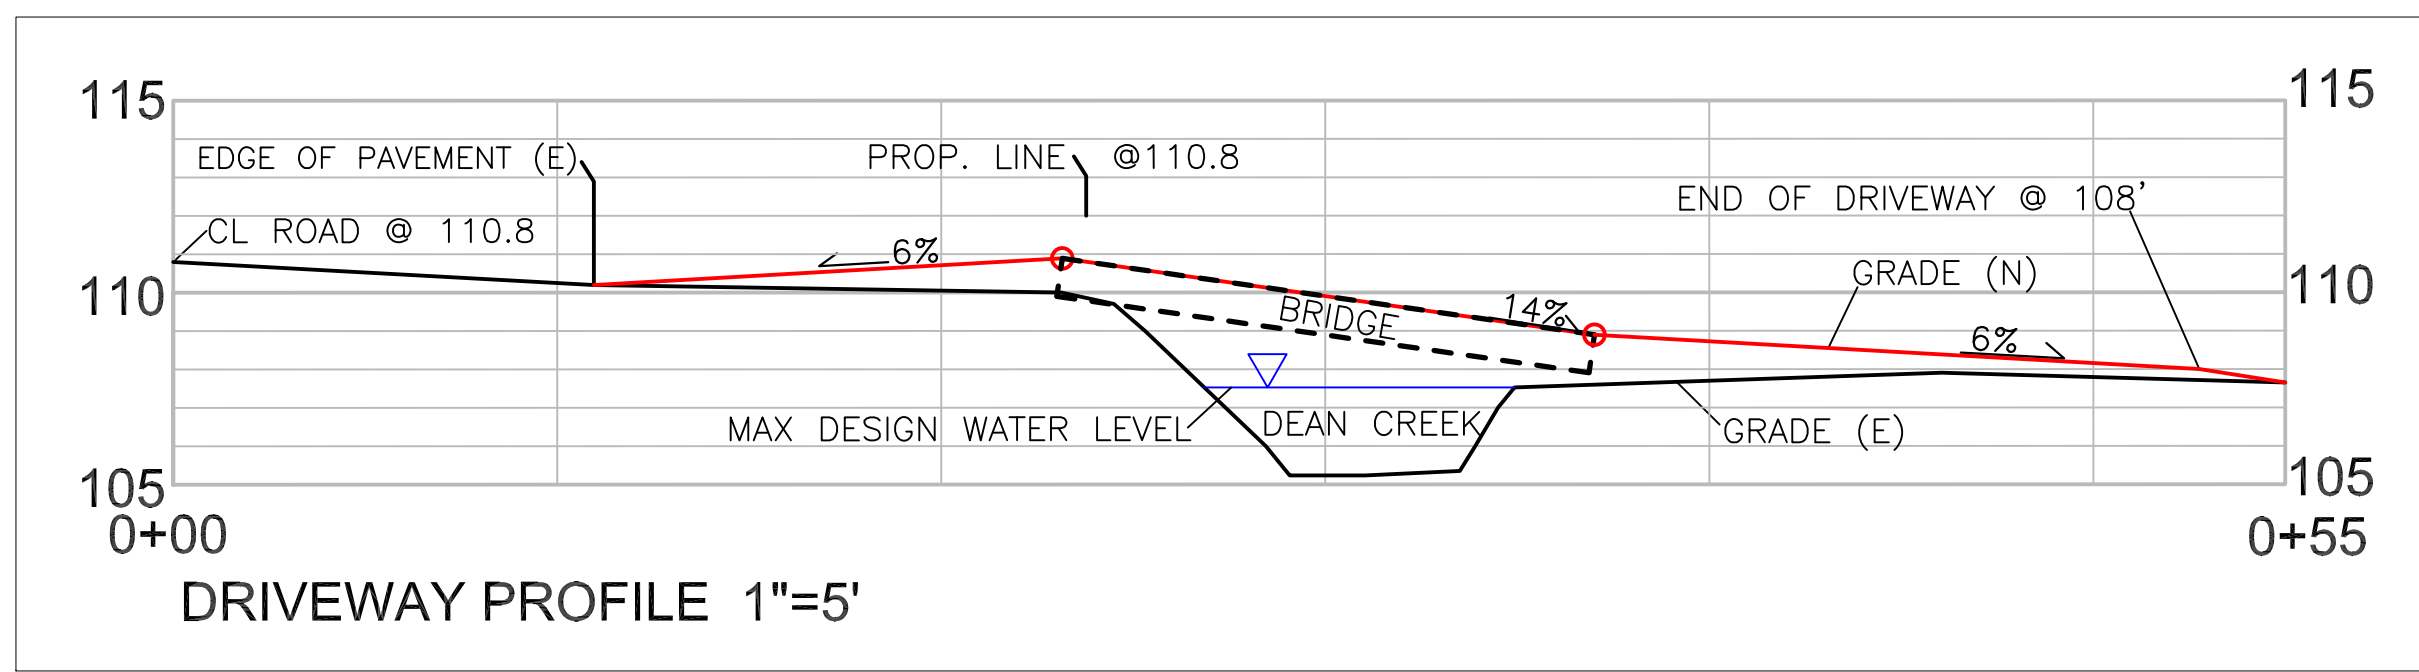 115
115
EDGE OF PAVEMENT (E)
PROP. LINE @110.8
END OF DRIVEWAY @ 108'
CL ROAD @ 110.8
6%
GRADE (N)
110
110
BRIDGE
14%
6%
MAX DESIGN WATER LEVEL
DEAN CREEK
GRADE (E)
105
105
0+00
0+55
DRIVEWAY PROFILE 1"=5'